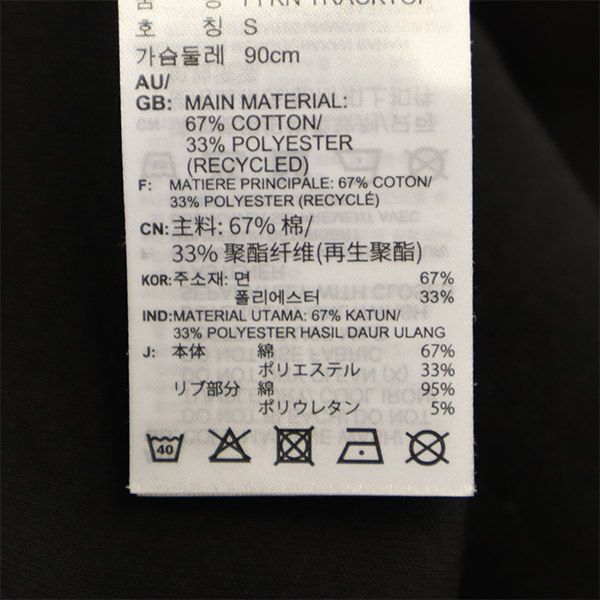 호 칭 S
가슴둘레 90cm
AU/
GB: MAIN MATERIAL:
67% COTTON/
33% POLYESTER
(RECYCLED)
F: MATIERE PRINCIPALE: 67% COTON/
33% POLYESTER (RECYCLÉ)
CN: 主料: 67% 棉/
33% 聚酯纤维(再生聚酯)
KOR: 주소재: 면 67%
폴리에스터 33%
IND: MATERIAL UTAMA: 67% KATUN/
33% POLYESTER HASIL DAUR ULANG
J: 本体 綿 67%
ポリエステル 33%
リブ部分 綿 95%
ポリウレタン 5%
40